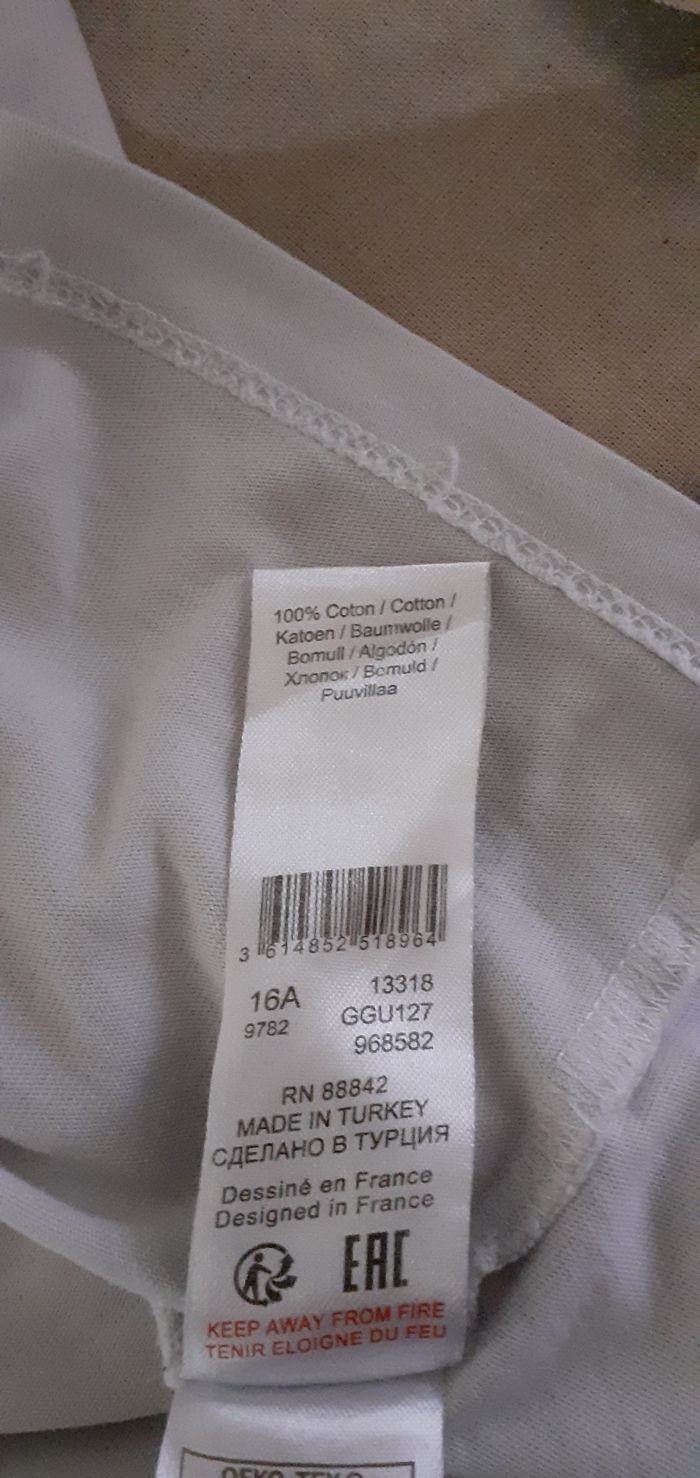 100% Coton / Cotton /
Katoen / Baumwolle /
Bomull / Algodón /
Хлопок / Bomuld /
Puuvillaa
3 614852 518964
16A 13318
9782 GGU127
968582
RN 88842
MADE IN TURKEY
СДЕЛАНО В ТУРЦИЯ
Dessiné en France
Designed in France
EAC
KEEP AWAY FROM FIRE
TENIR ELOIGNE DU FEU
OEKO-TEX®